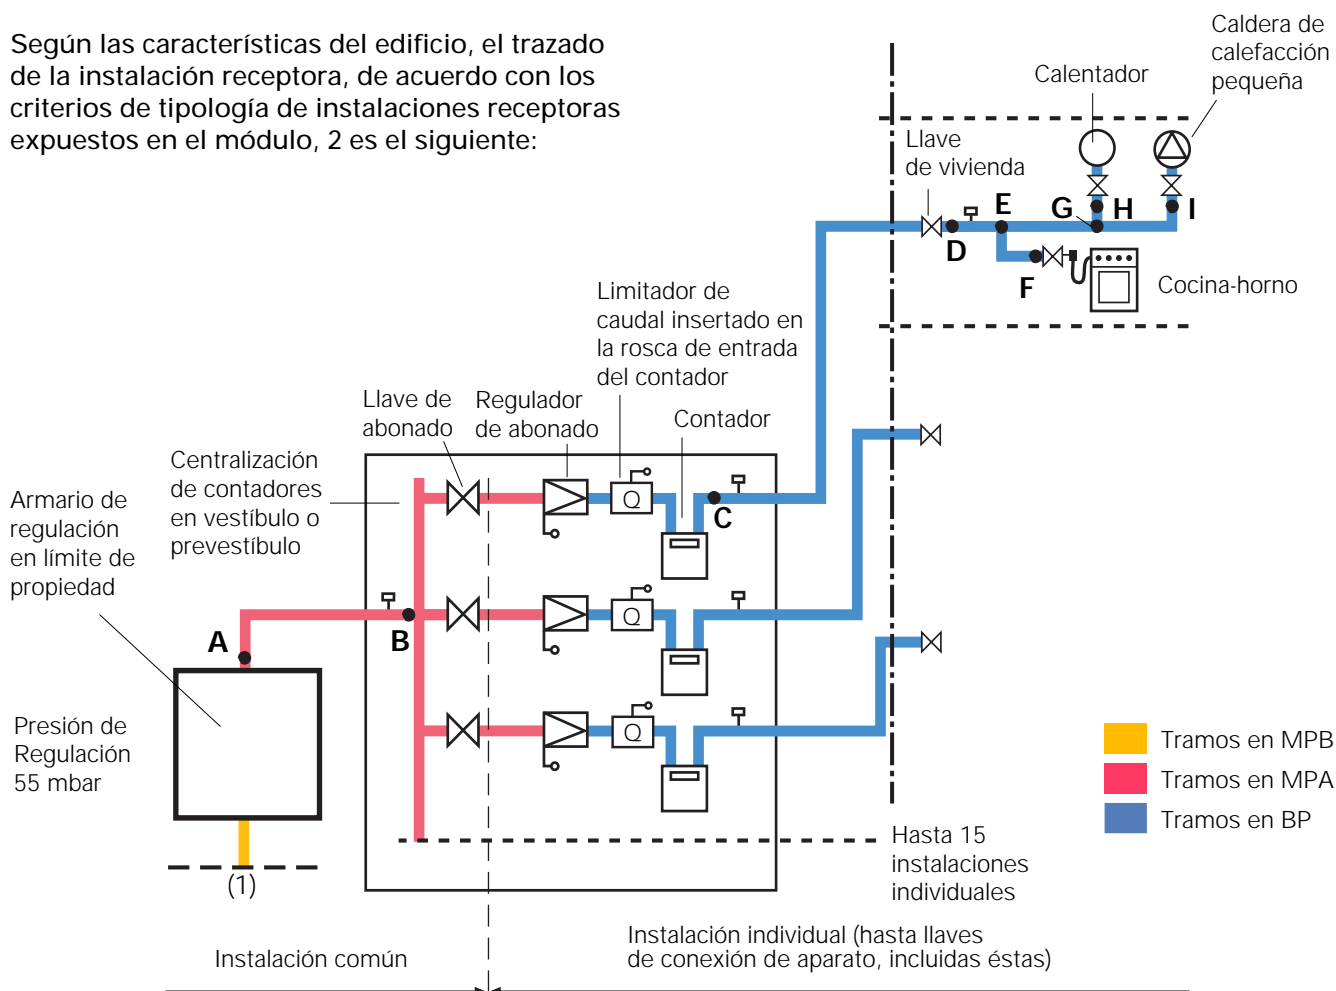 Según las características del edificio, el trazado
de la instalación receptora, de acuerdo con los
criterios de tipología de instalaciones receptoras
expuestos en el módulo, 2 es el siguiente:
Caldera de
calefacción
pequeña
Calentador
Llave
de vivienda
E
G
H
I
D
F
Cocina-horno
Limitador de
caudal insertado en
la rosca de entrada
del contador
Llave de
abonado
Regulador
de abonado
Contador
Centralización
de contadores
en vestíbulo o
prevestíbulo
Armario de
regulación
en límite de
propiedad
Q
C
A
B
Q
Q
Presión de
Regulación
55 mbar
Tramos en MPB
Tramos en MPA
Tramos en BP
Hasta 15
instalaciones
individuales
(1)
Instalación común
Instalación individual (hasta llaves
de conexión de aparato, incluidas éstas)